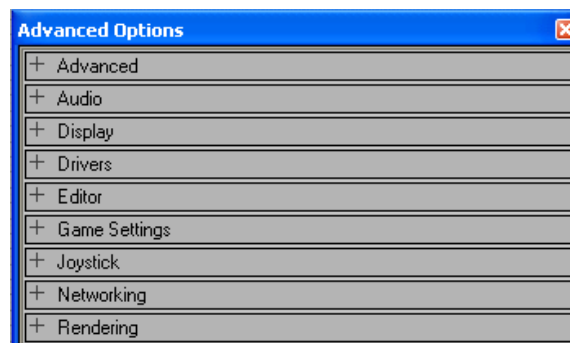 Advanced Options
+ Advanced
+ Audio
+ Display
+ Drivers
+ Editor
+ Game Settings
+ Joystick
+ Networking
+ Rendering